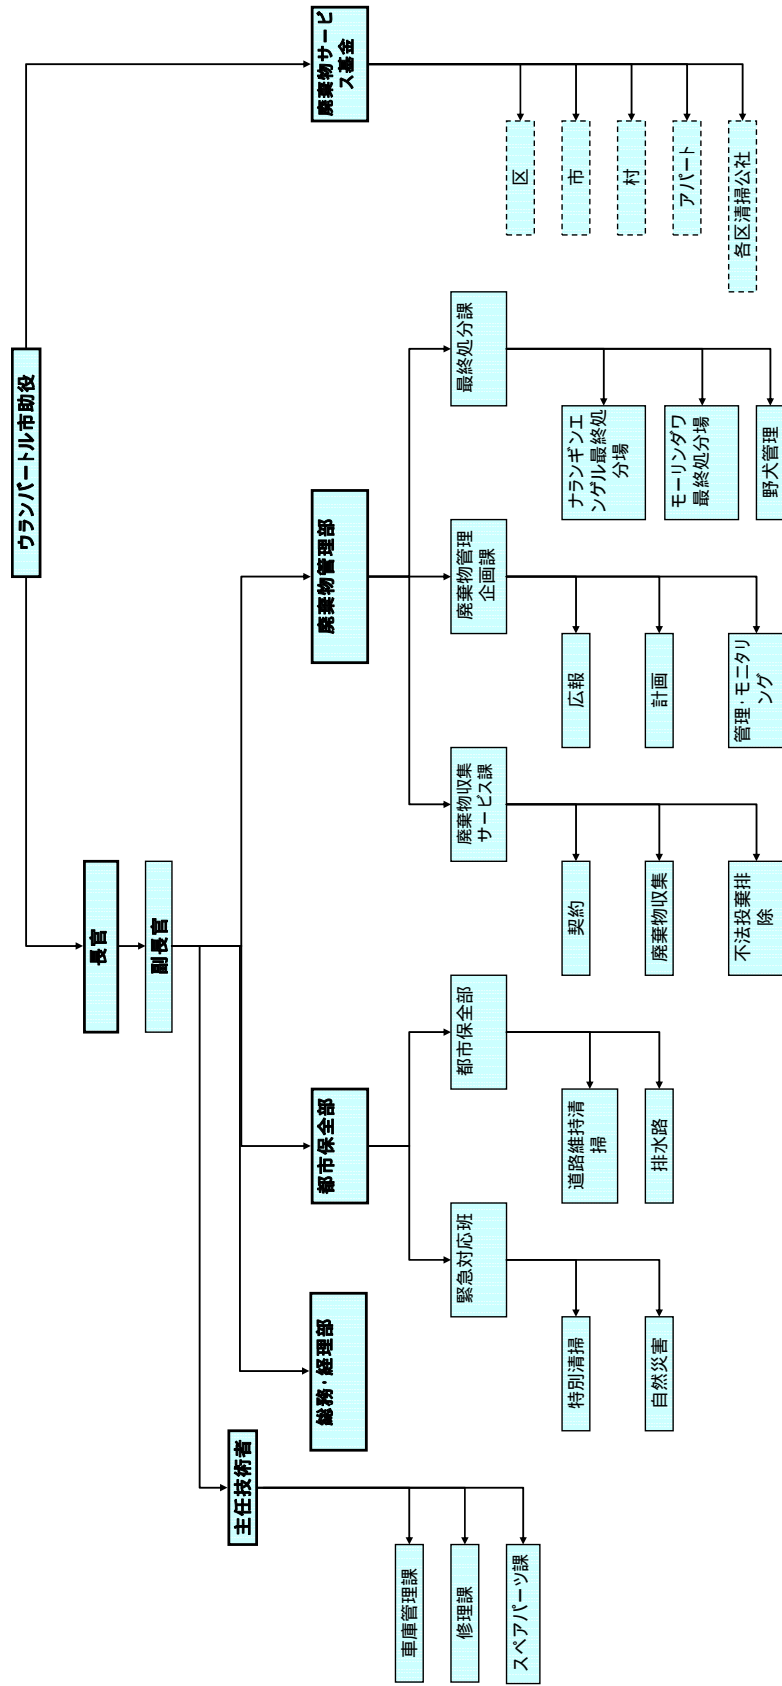 ウランバートル市助役
長官
副長官
主任技術者
車庫管理課
修理課
スペアパーツ課
総務・経理部
都市保全部
緊急対応班
特別清掃
自然災害
都市保全部
道路維持清
掃
排水路
廃棄物管理部
廃棄物収集
サービス課
契約
廃棄物収集
不法投棄排
除
廃棄物管理
企画課
広報
計画
管理・モニタリ
ング
最終処分課
ナランギンエ
ンゲル最終処
分場
モーリンダワ
最終処分場
野犬管理
廃棄物サービ
ス基金
区
市
村
アパート
各区清掃公社